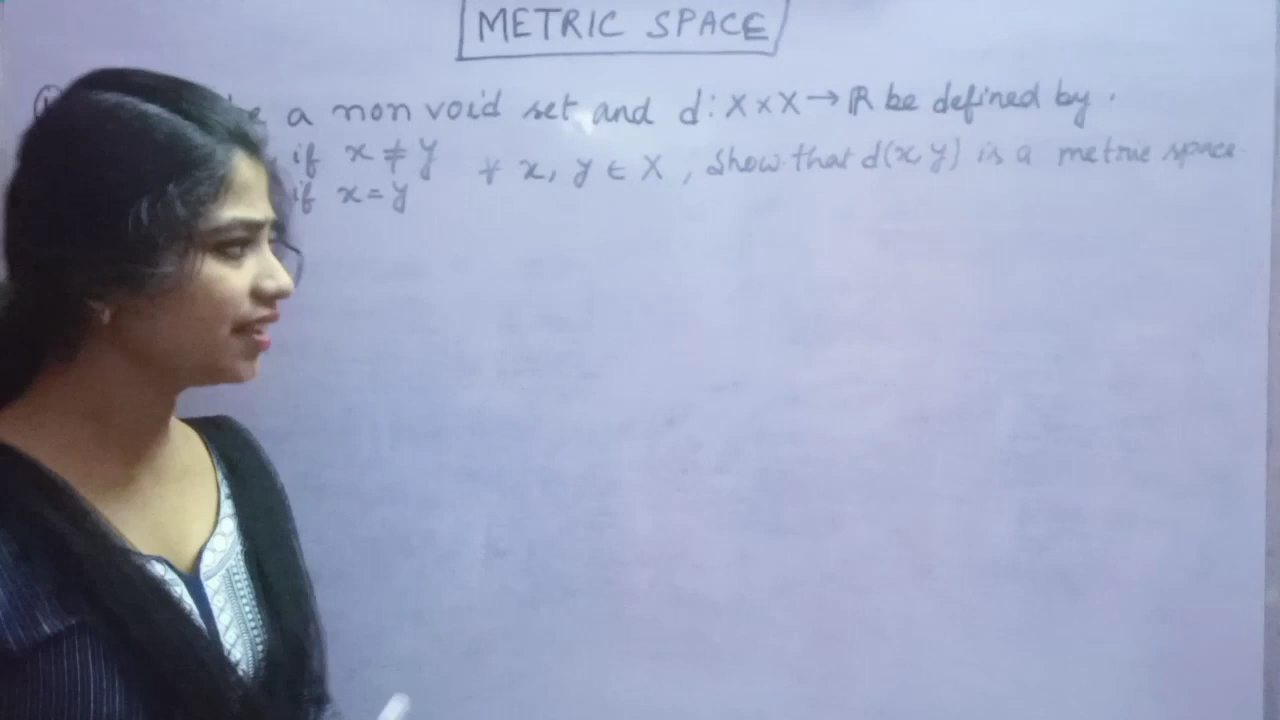 METRIC SPACE
a non void set and d: X×X→ℝ be defined by.
if x ≠ y ∀ x, y ∈ X, Show that d(x, y) is a metric space.
if x = y